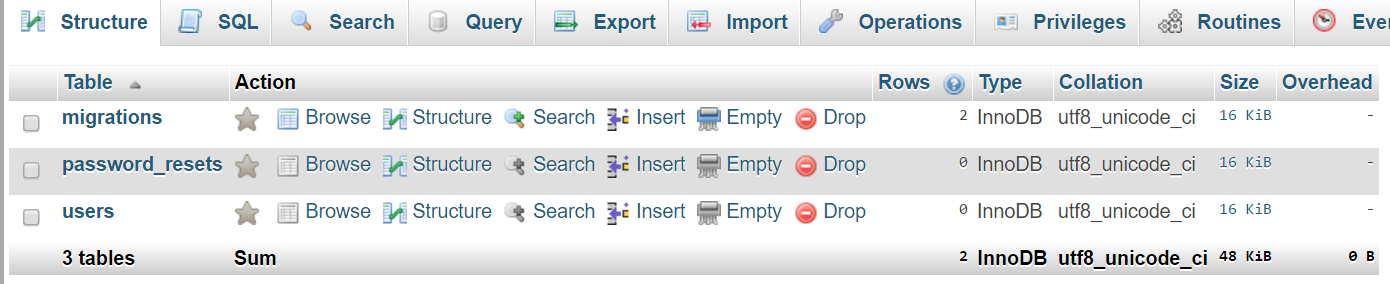 Structure SQL Search Query Export Import Operations Privileges Routines
Table Action Rows Type Collation Size Overhead
migrations Browse Structure Search Insert Empty Drop 2 InnoDB utf8_unicode_ci 16 KiB -
password_resets Browse Structure Search Insert Empty Drop 0 InnoDB utf8_unicode_ci 16 KiB -
users Browse Structure Search Insert Empty Drop 0 InnoDB utf8_unicode_ci 16 KiB -
3 tables Sum 2 InnoDB utf8_unicode_ci 48 KiB 0 B